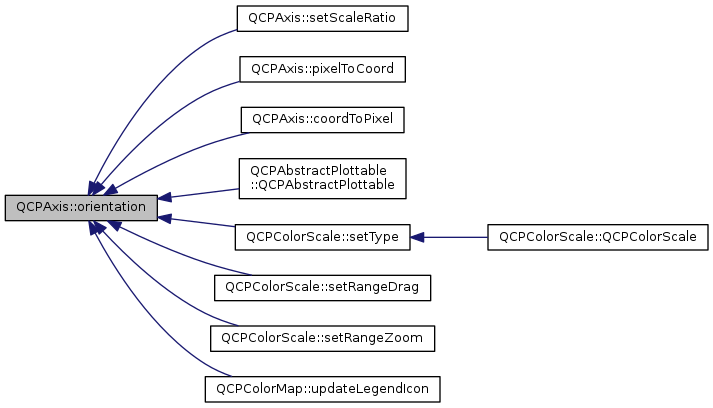 QCPAxis::setScaleRatio
QCPAxis::pixelToCoord
QCPAxis::coordToPixel
QCPAbstractPlottable
::QCPAbstractPlottable
QCPAxis::orientation
QCPColorScale::setType
QCPColorScale::QCPColorScale
QCPColorScale::setRangeDrag
QCPColorScale::setRangeZoom
QCPColorMap::updateLegendIcon